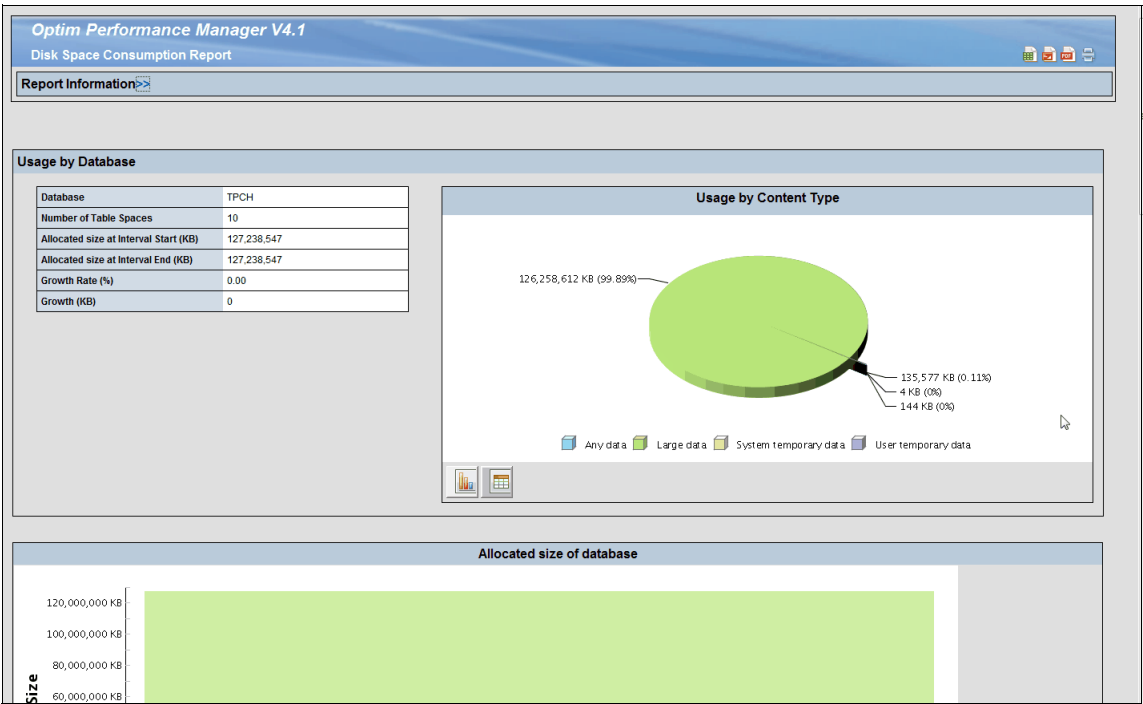 Optim Performance Manager V4.1
Disk Space Consumption Report
PDF
Report Information>>
Usage by Database
Database TPCH
Number of Table Spaces 10
Allocated size at Interval Start (KB) 127,238,547
Allocated size at Interval End (KB) 127,238,547
Growth Rate (%) 0.00
Growth (KB) 0
Usage by Content Type
126,258,612 KB (99.89%)
135,577 KB (0.11%)
4 KB (0%)
144 KB (0%)
Any data Large data System temporary data User temporary data
Allocated size of database
120,000,000 KB
100,000,000 KB
80,000,000 KB
60,000,000 KB
Size